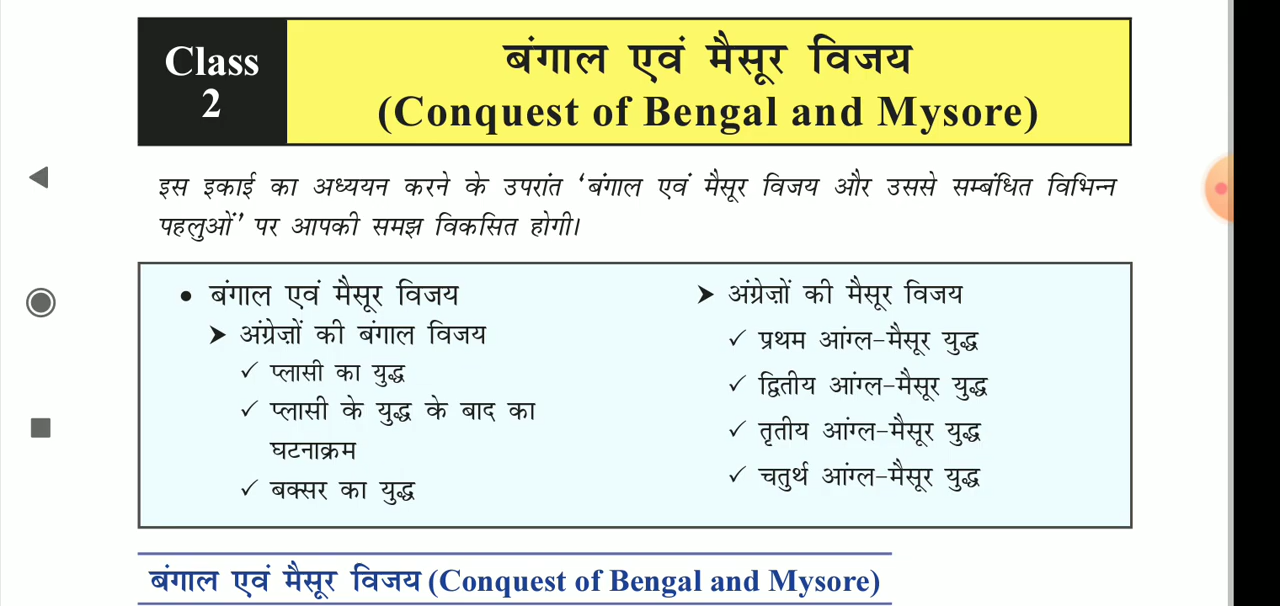 Class
2
बंगाल एवं मैसूर विजय
(Conquest of Bengal and Mysore)
इस इकाई का अध्ययन करने के उपरांत ‘बंगाल एवं मैसूर विजय और उससे सम्बंधित विभिन्न
पहलुओं’ पर आपकी समझ विकसित होगी।
• बंगाल एवं मैसूर विजय
➤ अंग्रेज़ों की बंगाल विजय
✓ प्लासी का युद्ध
✓ प्लासी के युद्ध के बाद का
घटनाक्रम
✓ बक्सर का युद्ध
➤ अंग्रेज़ों की मैसूर विजय
✓ प्रथम आंग्ल-मैसूर युद्ध
✓ द्वितीय आंग्ल-मैसूर युद्ध
✓ तृतीय आंग्ल-मैसूर युद्ध
✓ चतुर्थ आंग्ल-मैसूर युद्ध
बंगाल एवं मैसूर विजय (Conquest of Bengal and Mysore)